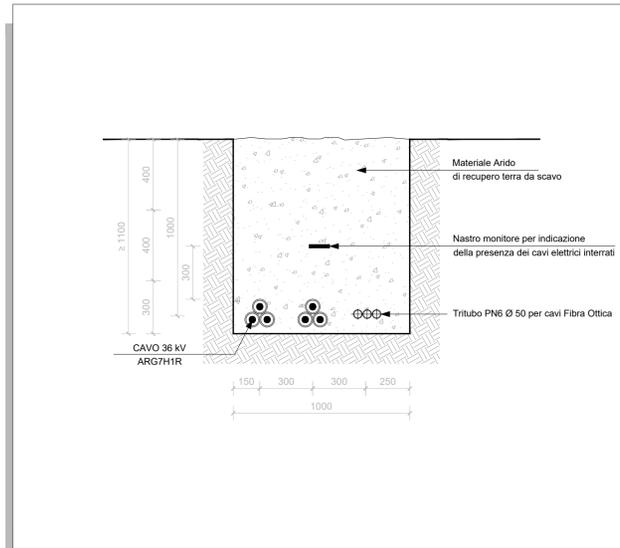 Materiale Arido
di recupero terra da scavo
≥ 1100
400
400
300
1000
300
Nastro monitore per indicazione
della presenza dei cavi elettrici interrati
Tritubo PN6 Ø 50 per cavi Fibra Ottica
CAVO 36 kV
ARG7H1R
150 300 300 250
1000